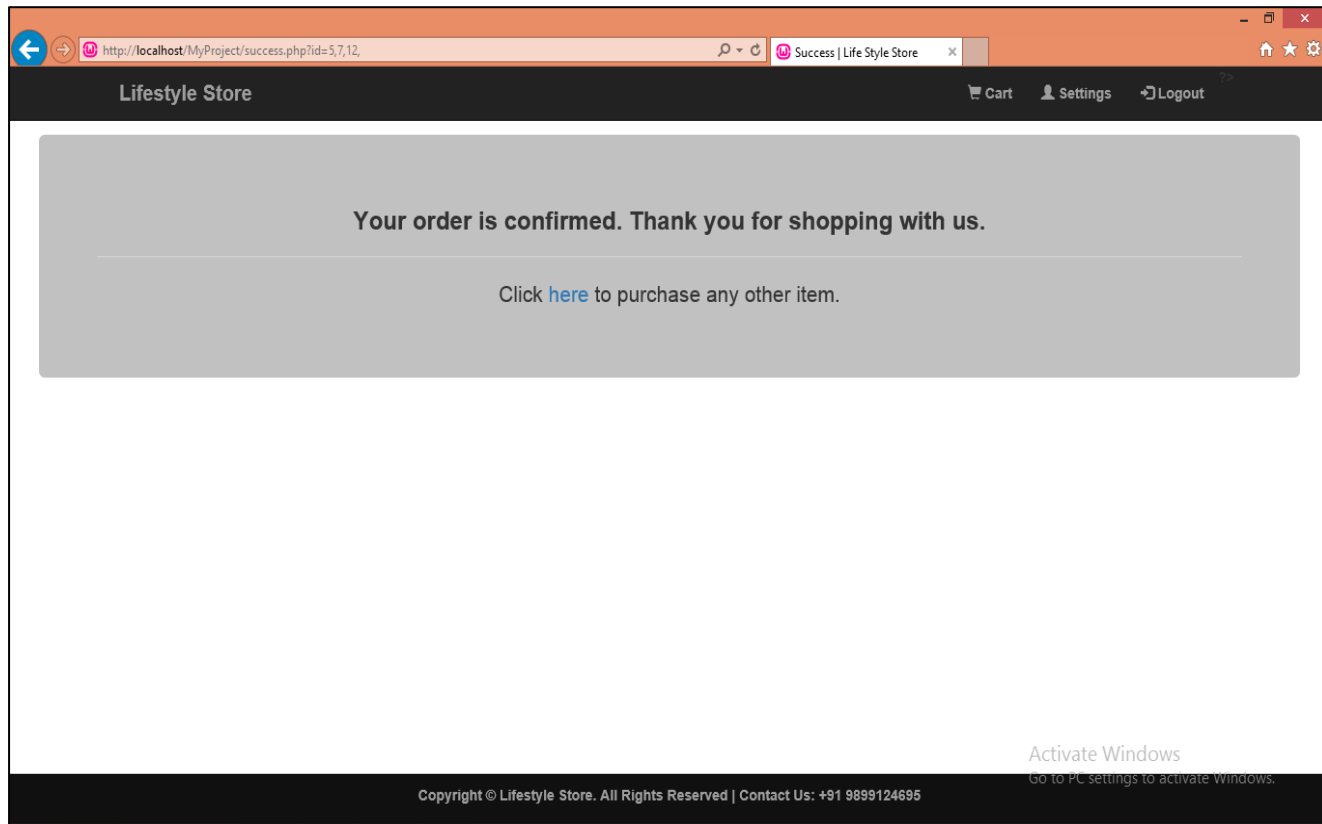 http://localhost/MyProject/success.php?id=5,7,12,
Success | Life Style Store
Lifestyle Store
Cart Settings Logout ?>
Your order is confirmed. Thank you for shopping with us.
Click here to purchase any other item.
Activate Windows
Go to PC settings to activate Windows.
Copyright © Lifestyle Store. All Rights Reserved | Contact Us: +91 9899124695